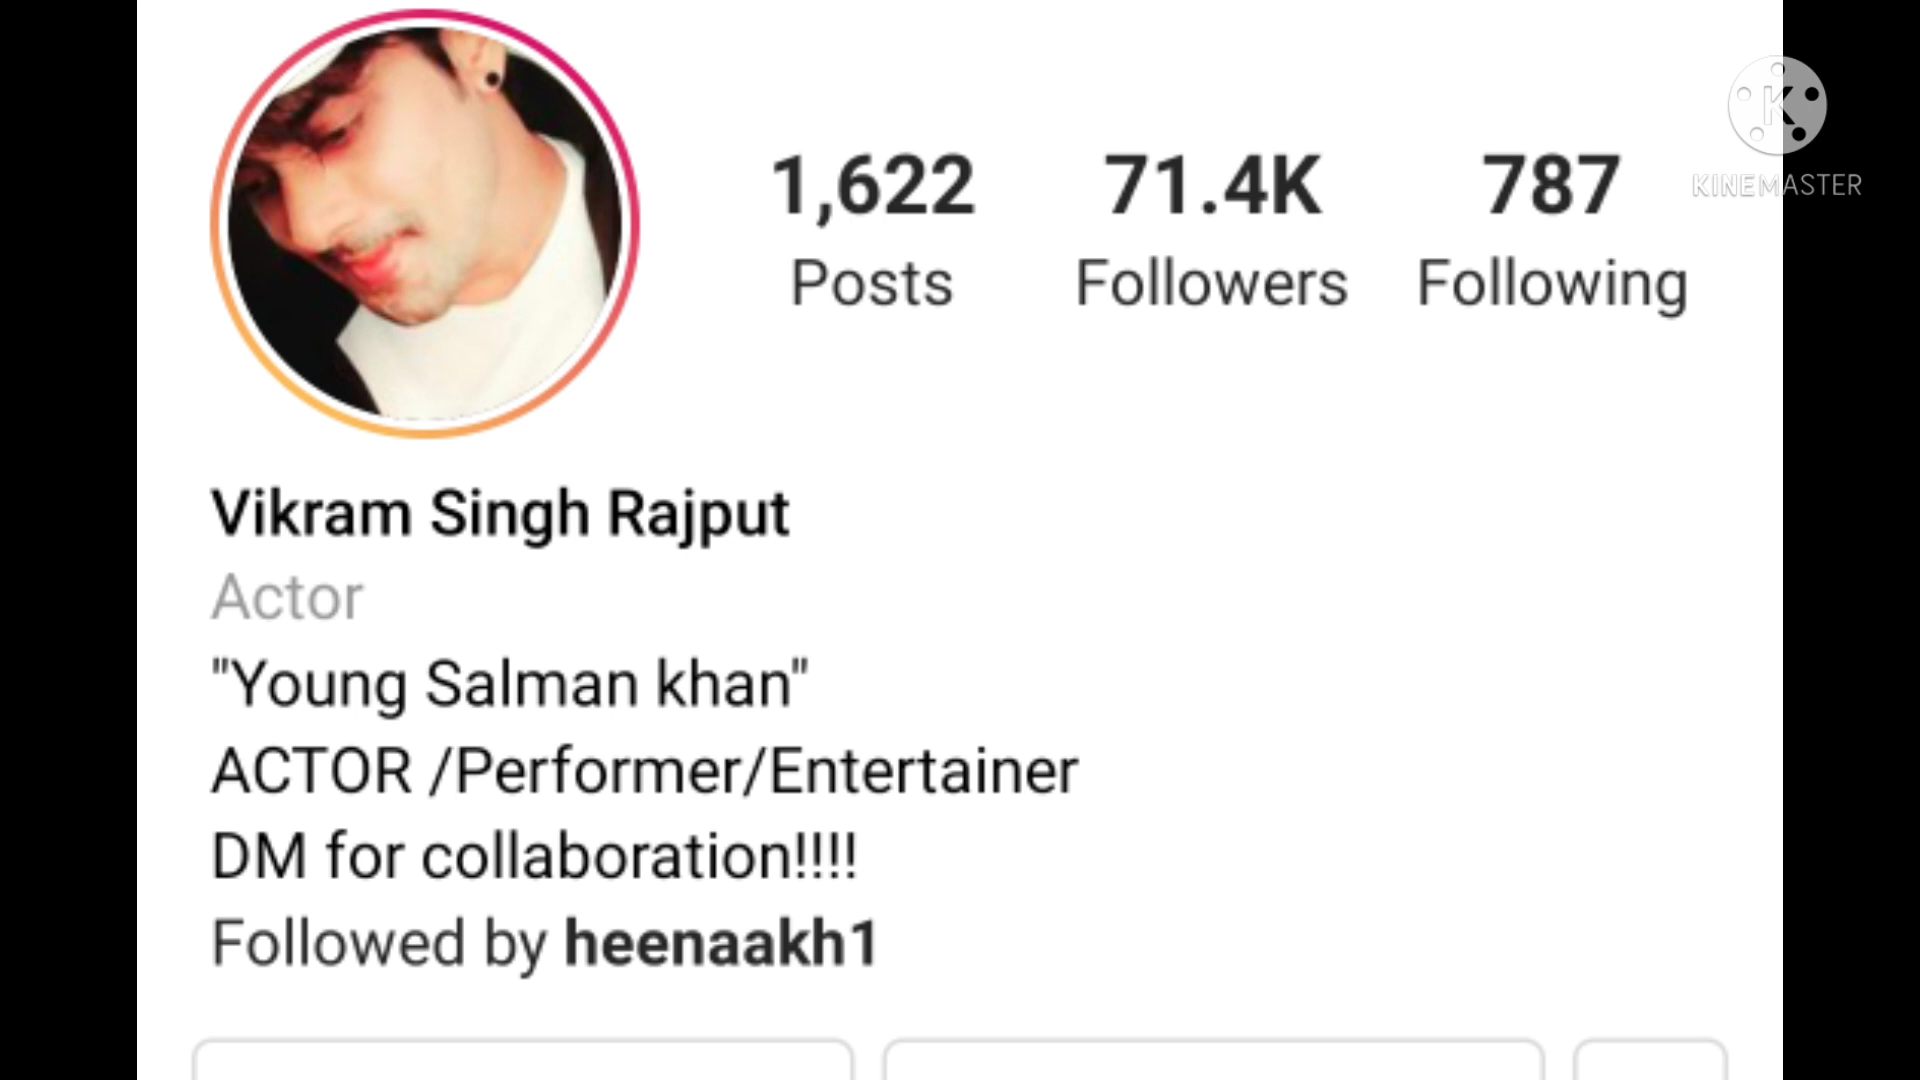 1,622 71.4K 787
Posts Followers Following
K
KINEMASTER
Vikram Singh Rajput
Actor
"Young Salman khan"
ACTOR /Performer/Entertainer
DM for collaboration!!!!
Followed by heenaakh1